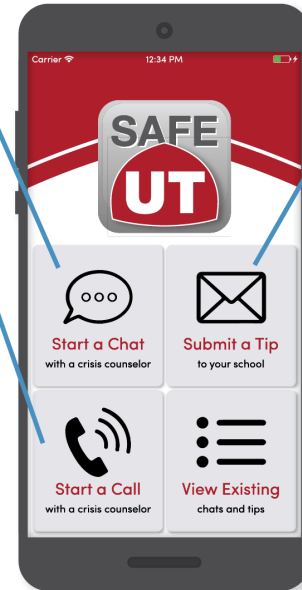 Carrier 12:34 PM
SAFE
UT
Start a Chat
with a crisis counselor
Submit a Tip
to your school
Start a Call
with a crisis counselor
View Existing
chats and tips